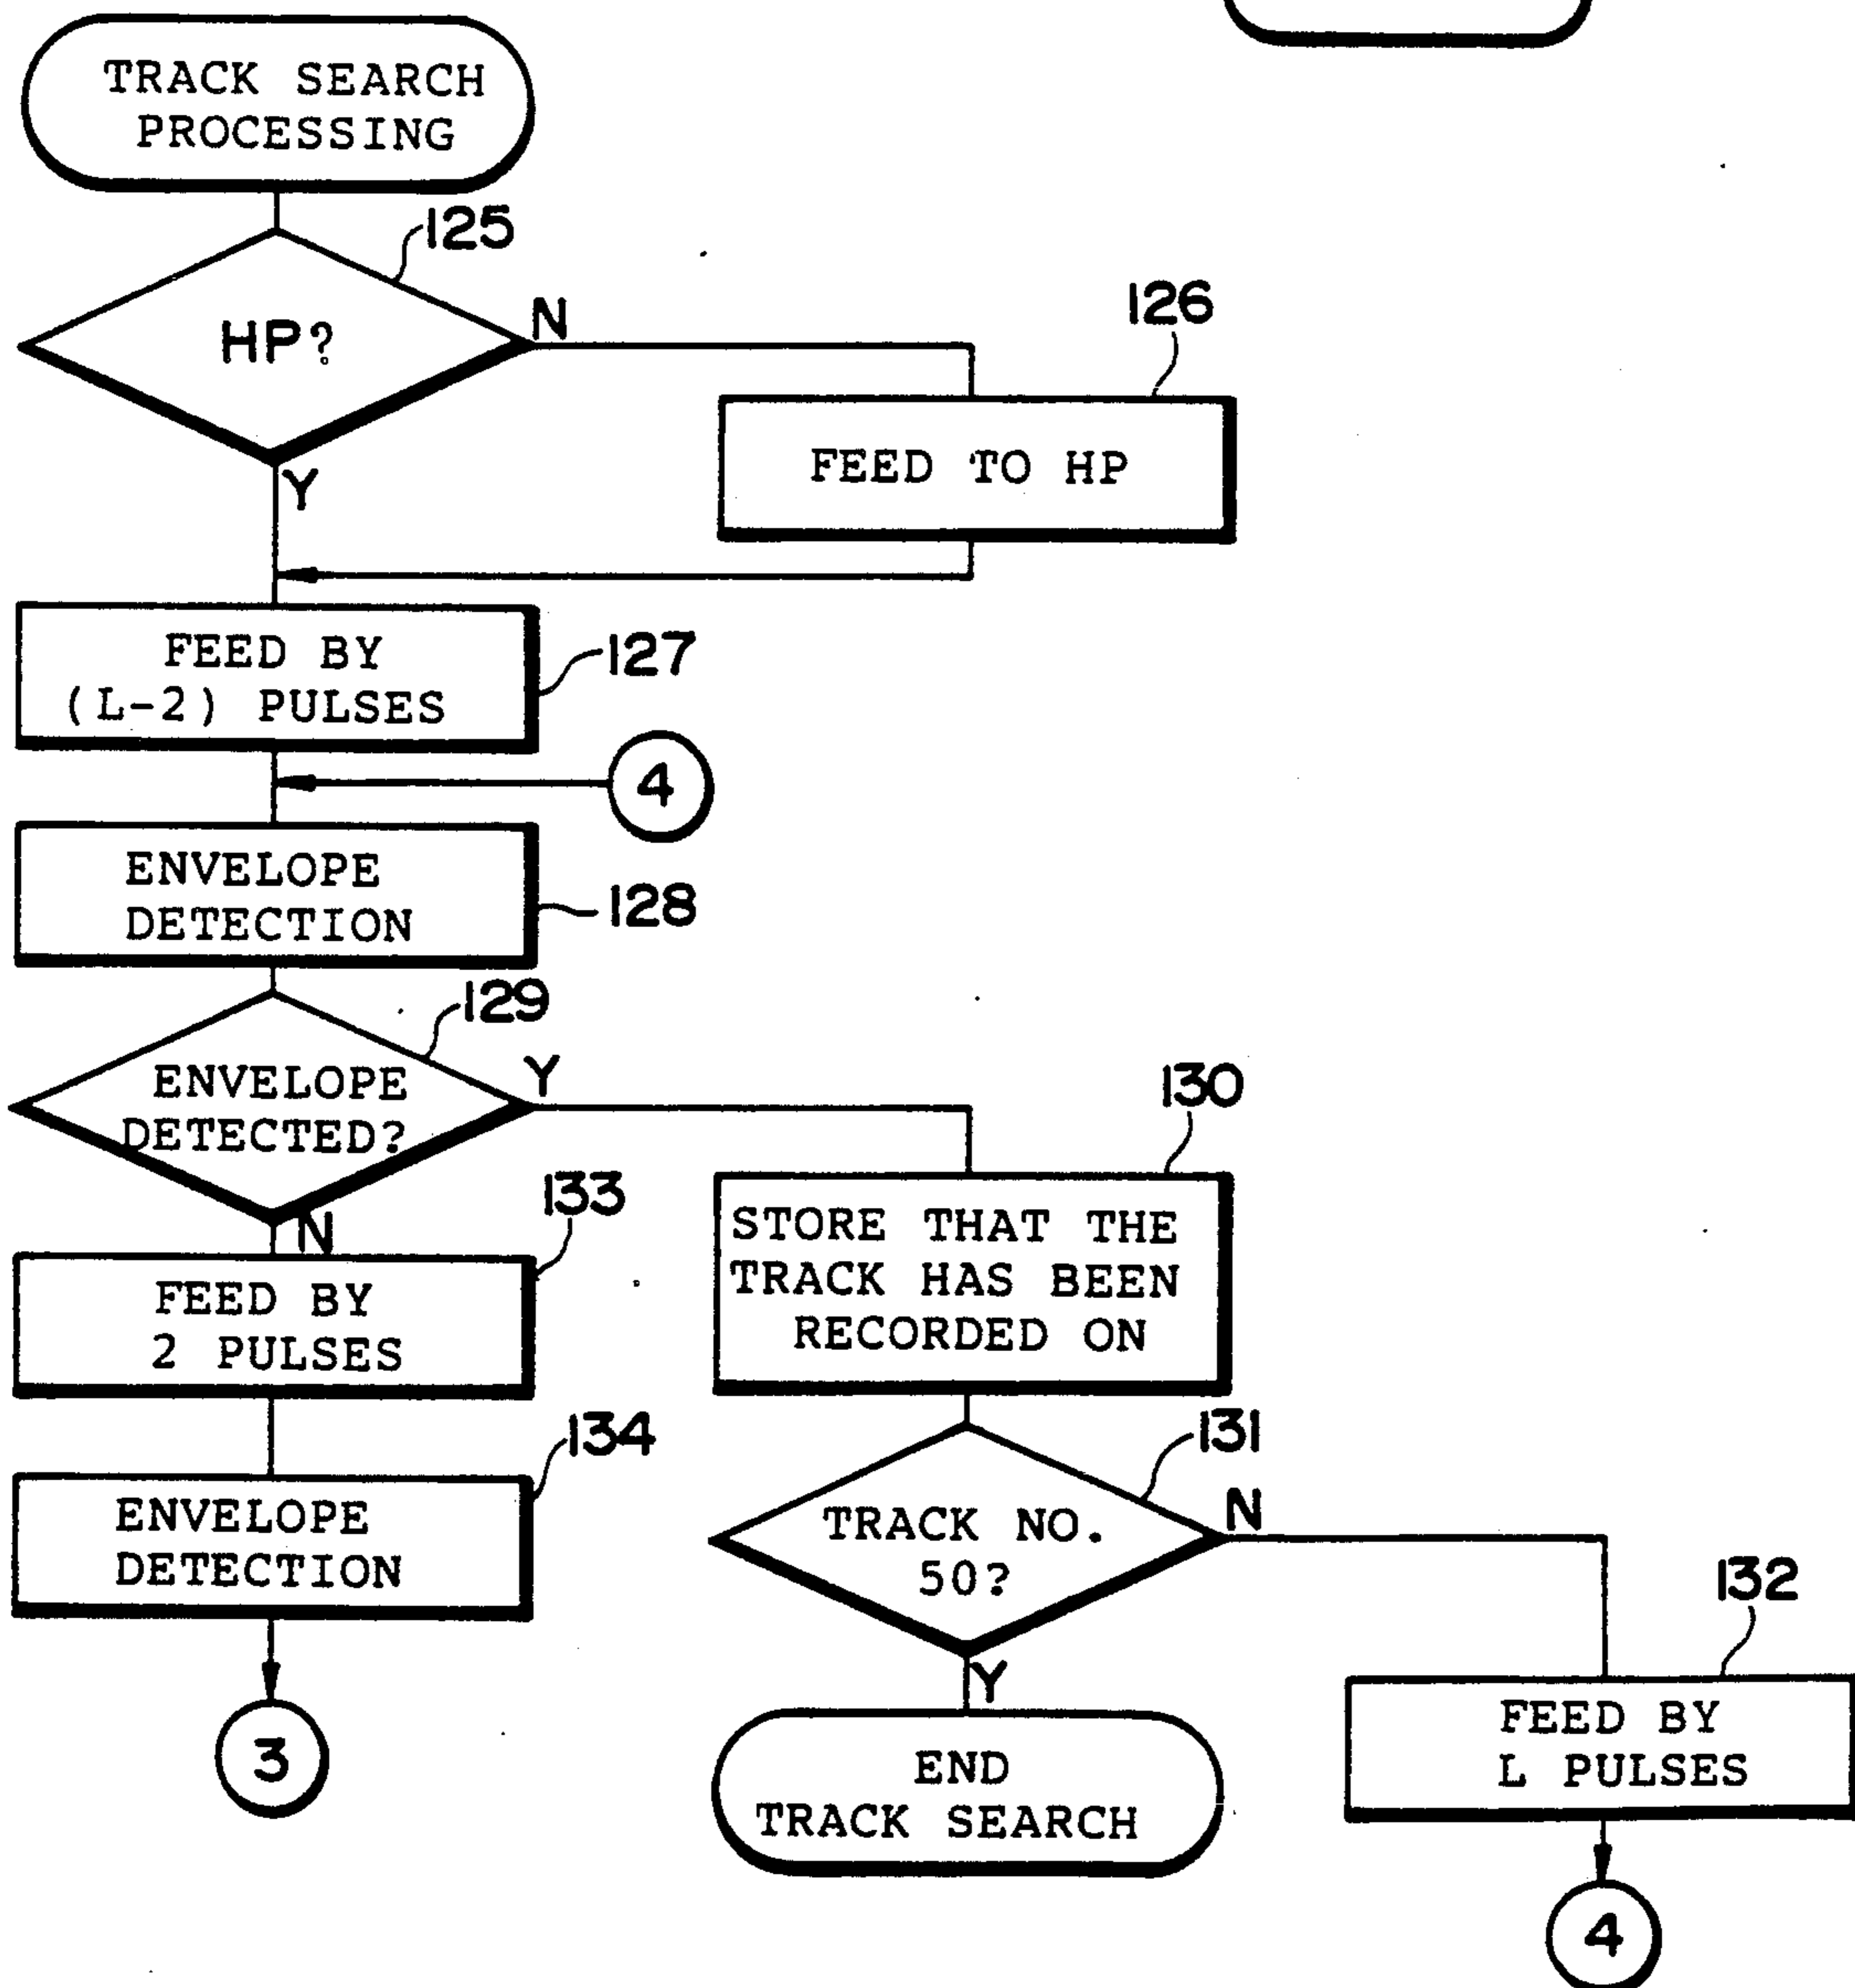 TRACK SEARCH
PROCESSING
125
HP?
N
126
FEED TO HP
Y
FEED BY
(L-2) PULSES
127
4
ENVELOPE
DETECTION
128
129
ENVELOPE
DETECTED?
Y
130
N
133
STORE THAT THE
TRACK HAS BEEN
RECORDED ON
FEED BY
2 PULSES
134
131
ENVELOPE
DETECTION
TRACK NO.
50?
N
132
Y
3
END
TRACK SEARCH
FEED BY
L PULSES
4